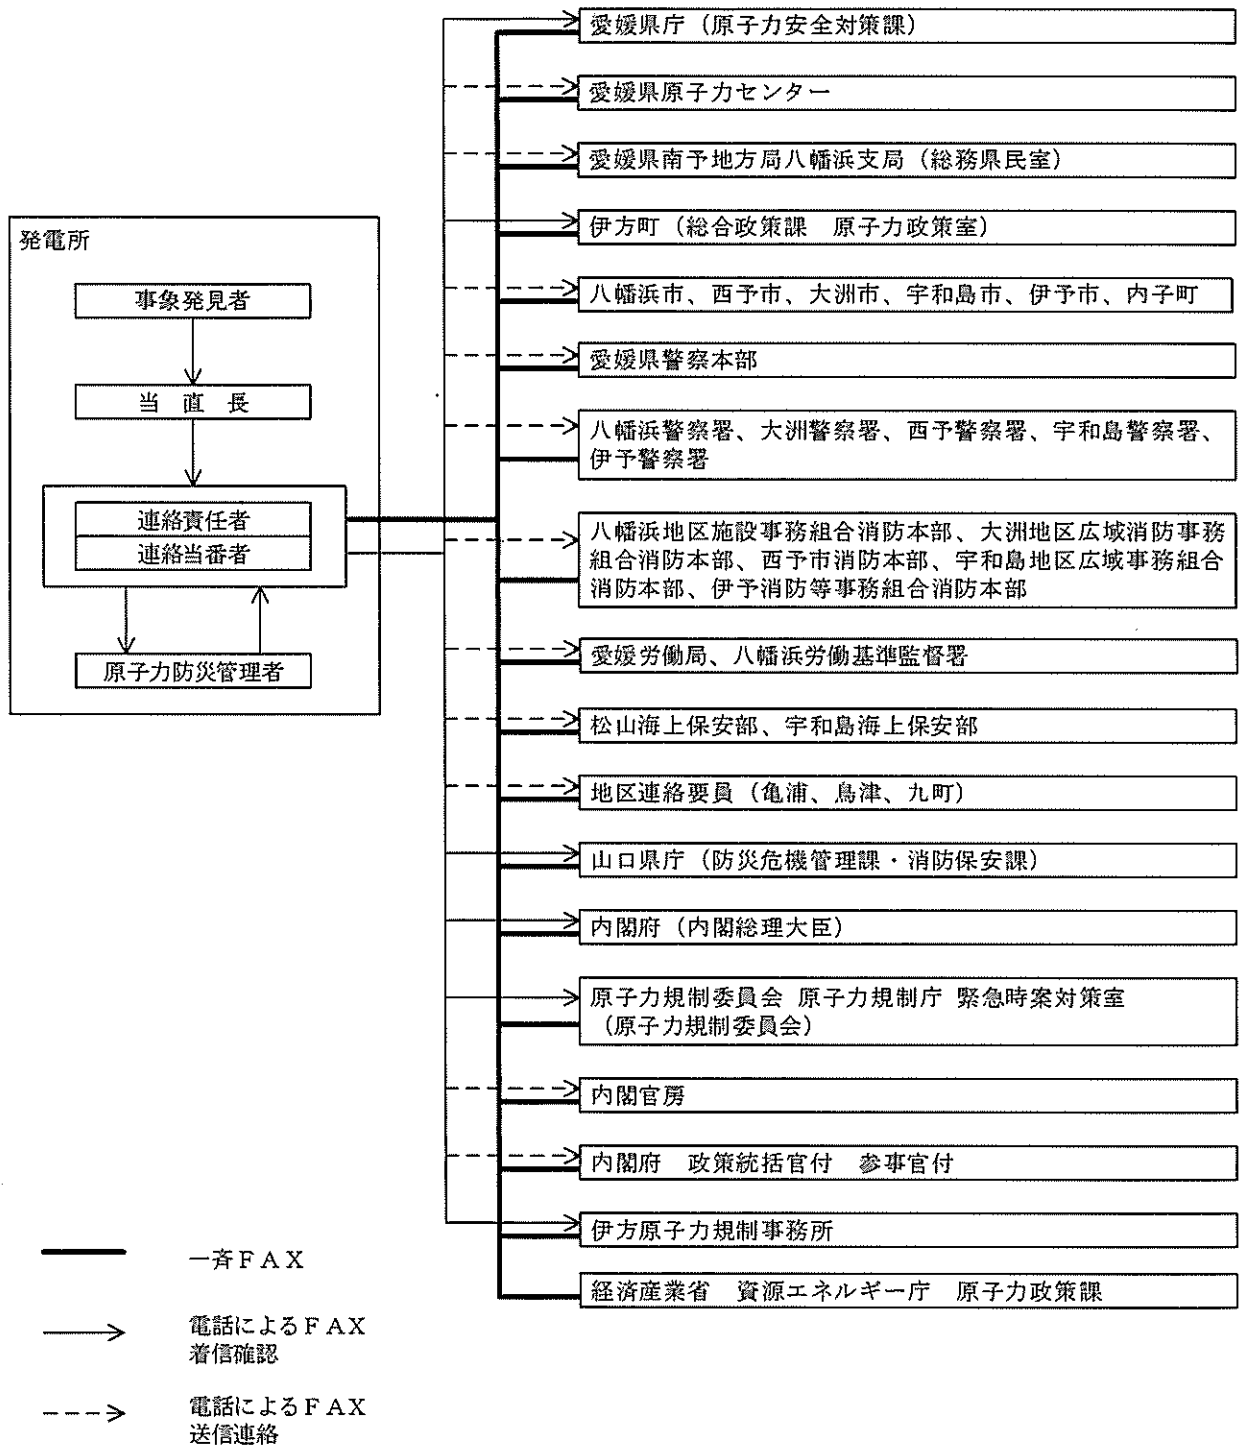 愛媛県庁（原子力安全対策課）
愛媛県原子力センター
愛媛県南予地方局八幡浜支局（総務県民室）
伊方町（総合政策課　原子力政策室）
八幡浜市、西予市、大洲市、宇和島市、伊予市、内子町
愛媛県警察本部
八幡浜警察署、大洲警察署、西予警察署、宇和島警察署、
伊予警察署
八幡浜地区施設事務組合消防本部、大洲地区広域消防事務
組合消防本部、西予市消防本部、宇和島地区広域事務組合
消防本部、伊予消防等事務組合消防本部
愛媛労働局、八幡浜労働基準監督署
松山海上保安部、宇和島海上保安部
地区連絡要員（亀浦、鳥津、九町）
山口県庁（防災危機管理課・消防保安課）
内閣府（内閣総理大臣）
原子力規制委員会 原子力規制庁 緊急時案対策室
（原子力規制委員会）
内閣官房
内閣府　政策統括官付　参事官付
伊方原子力規制事務所
経済産業省　資源エネルギー庁　原子力政策課
発電所
事象発見者
当　直　長
連絡責任者
連絡当番者
原子力防災管理者
一斉ＦＡＸ
電話によるＦＡＸ
着信確認
電話によるＦＡＸ
送信連絡